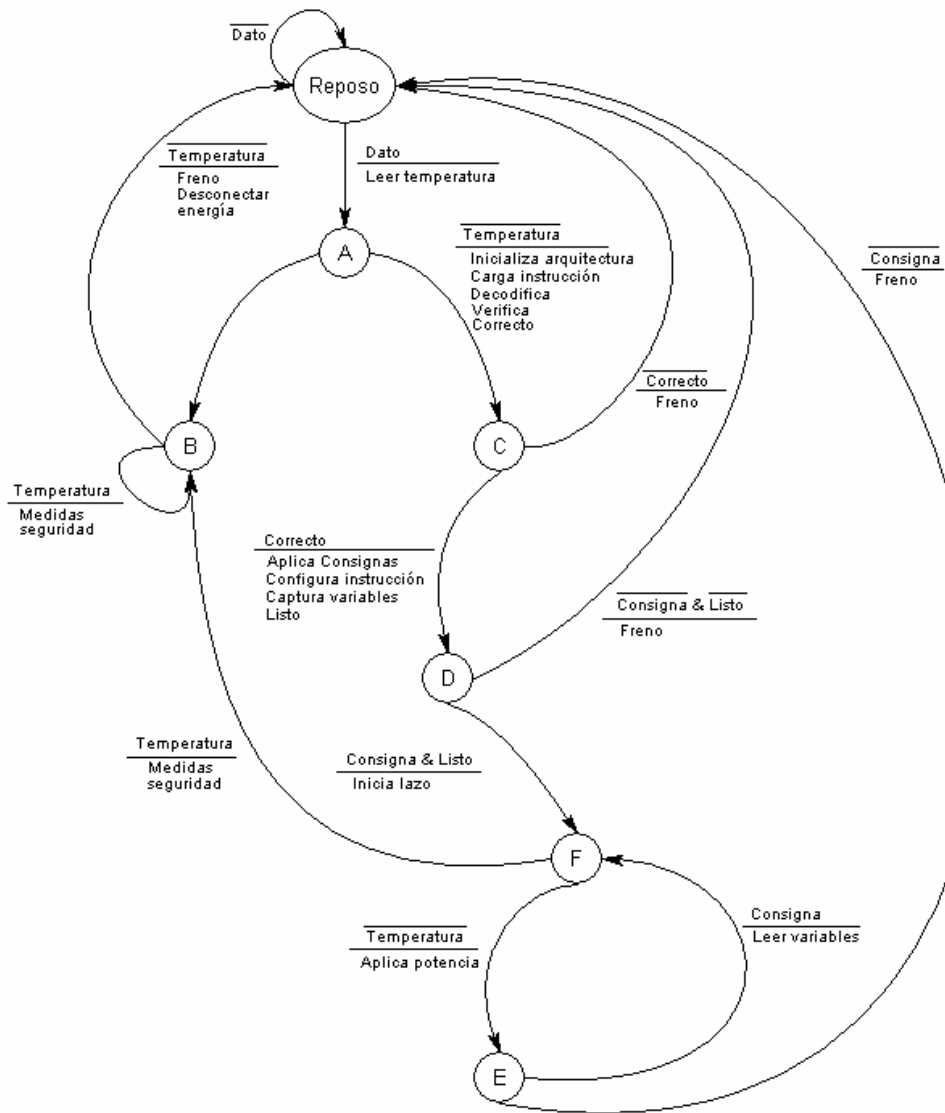 Dato
Reposo
Temperatura
Freno
Desconectar
energía
Dato
Leer temperatura
A
Temperatura
Inicializa arquitectura
Carga instrucción
Decodifica
Verifica
Correcto
Consigna
Freno
Correcto
Freno
B
C
Temperatura
Medidas
seguridad
Correcto
Aplica Consignas
Configura instrucción
Captura variables
Listo
Consigna & Listo
Freno
D
Temperatura
Medidas
seguridad
Consigna & Listo
Inicia lazo
F
Temperatura
Aplica potencia
Consigna
Leer variables
E